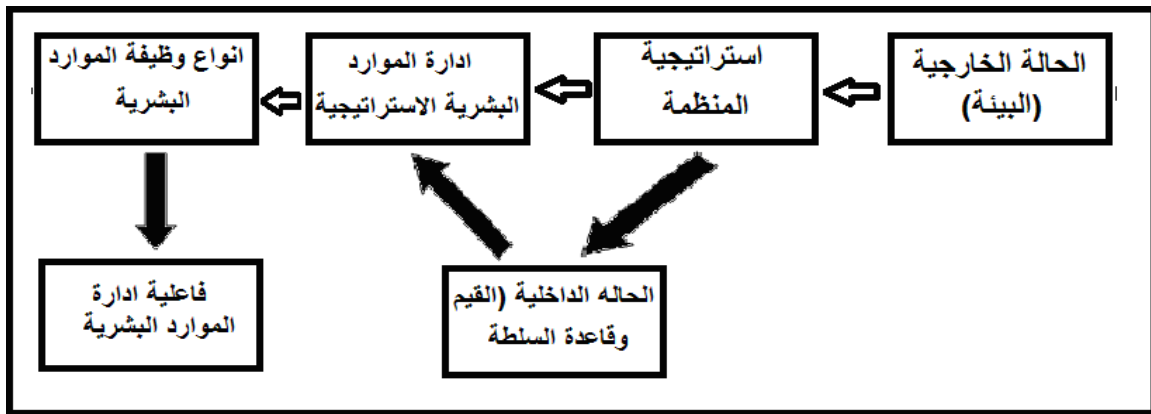 الحالة الخارجية
(البيئة)
استراتيجية
المنظمة
ادارة الموارد
البشرية الاستراتيجية
انواع وظيفة الموارد
البشرية
الحاله الداخلية (القيم
وقاعدة السلطة
فاعلية ادارة
الموارد البشرية